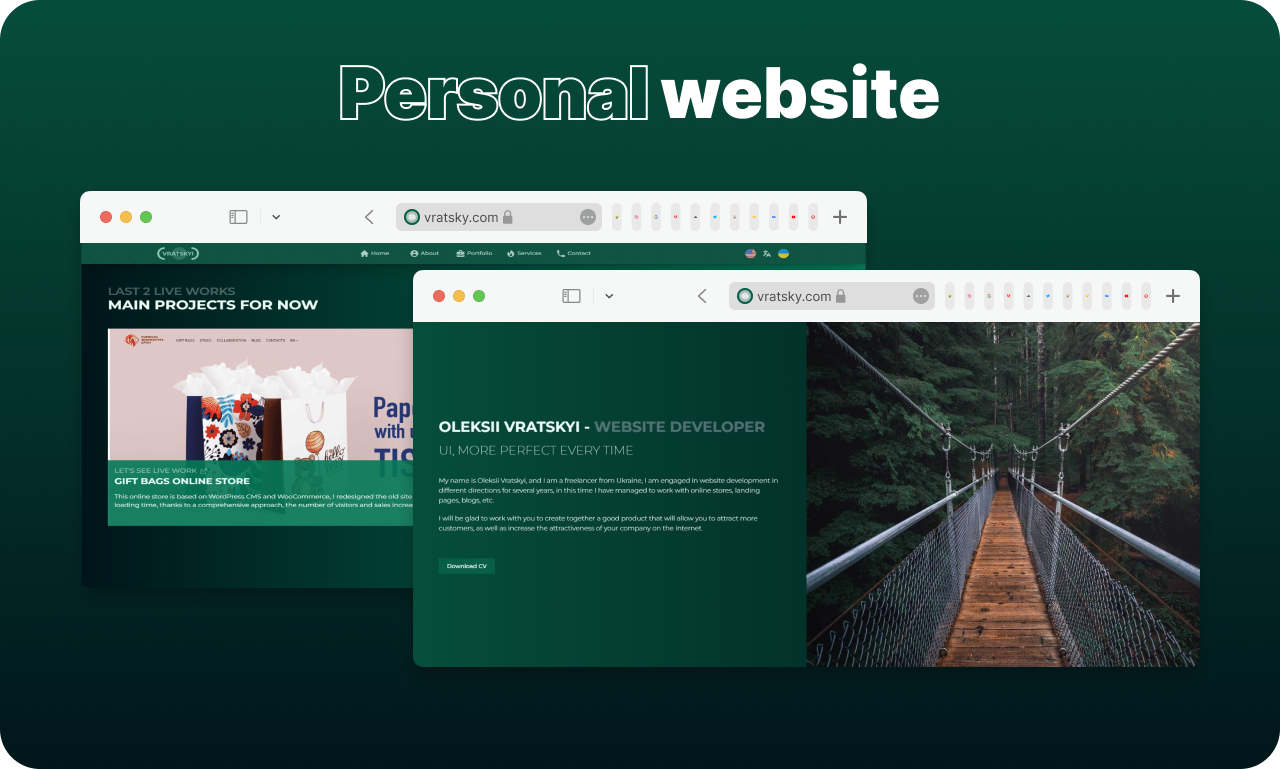 Personal website
vratsky.com
VRATSKYI
Home About Portfolio Services Contact
LAST 2 LIVE WORKS
MAIN PROJECTS FOR NOW
GIFT BAGS STORE COLLABORATION BLOG CONTACTS EN
Pap
with u
TIS
hello
LET'S SEE LIVE WORK
GIFT BAGS ONLINE STORE
This online store is based on WordPress CMS and WooCommerce, I redesigned the old site
loading time, thanks to a comprehensive approach, the number of visitors and sales increa
vratsky.com
OLEKSII VRATSKYI - WEBSITE DEVELOPER
UI, MORE PERFECT EVERY TIME
My name is Oleksii Vratskyi, and I am a freelancer from Ukraine, I am engaged in website development in
different directions for several years, in this time I have managed to work with online stores, landing
pages, blogs, etc.
I will be glad to work with you to create together a good product that will allow you to attract more
customers, as well as increase the attractiveness of your company on the Internet.
Download CV